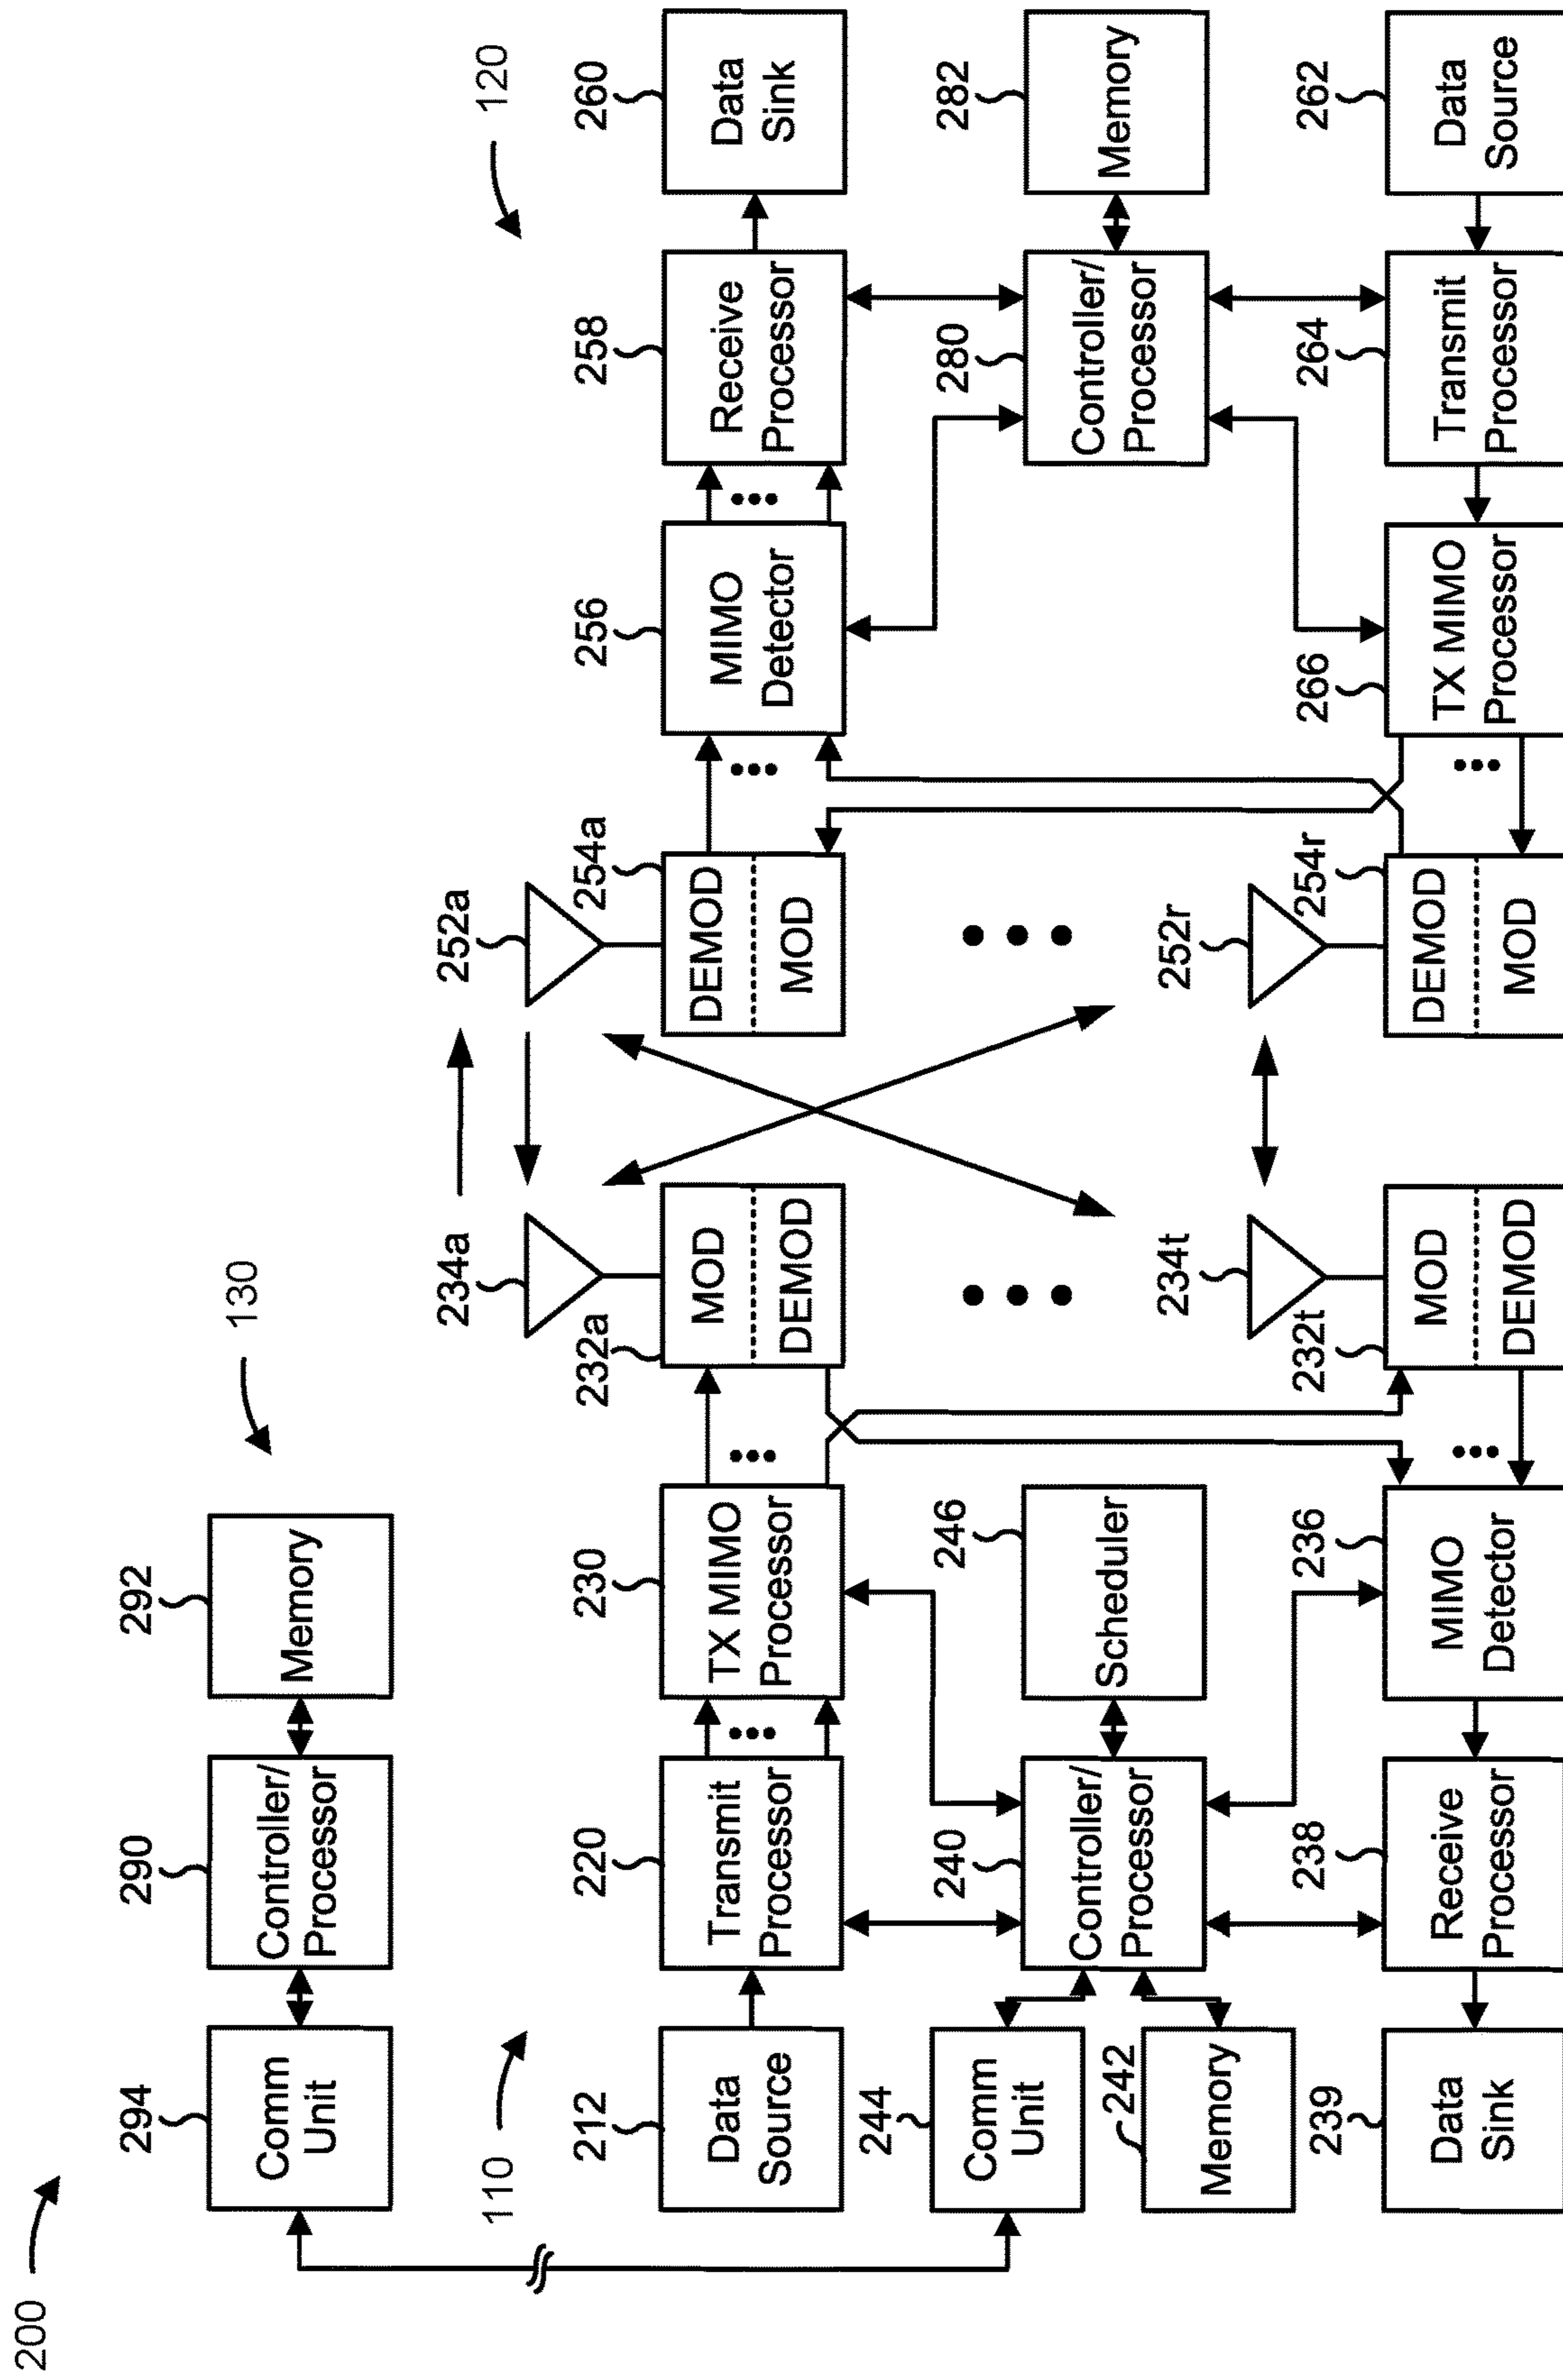 200
130
294
Comm
Unit
290
Controller/
Processor
292
Memory
110
120
212
Data
Source
220
Transmit
Processor
230
TX MIMO
Processor
232a
MOD
DEMOD
234a
252a
254a
DEMOD
MOD
256
MIMO
Detector
258
Receive
Processor
260
Data
Sink
244
Comm
Unit
242
Memory
240
Controller/
Processor
246
Scheduler
280
Controller/
Processor
282
Memory
239
Data
Sink
238
Receive
Processor
236
MIMO
Detector
232t
MOD
DEMOD
234t
252r
254r
DEMOD
MOD
266
TX MIMO
Processor
264
Transmit
Processor
262
Data
Source